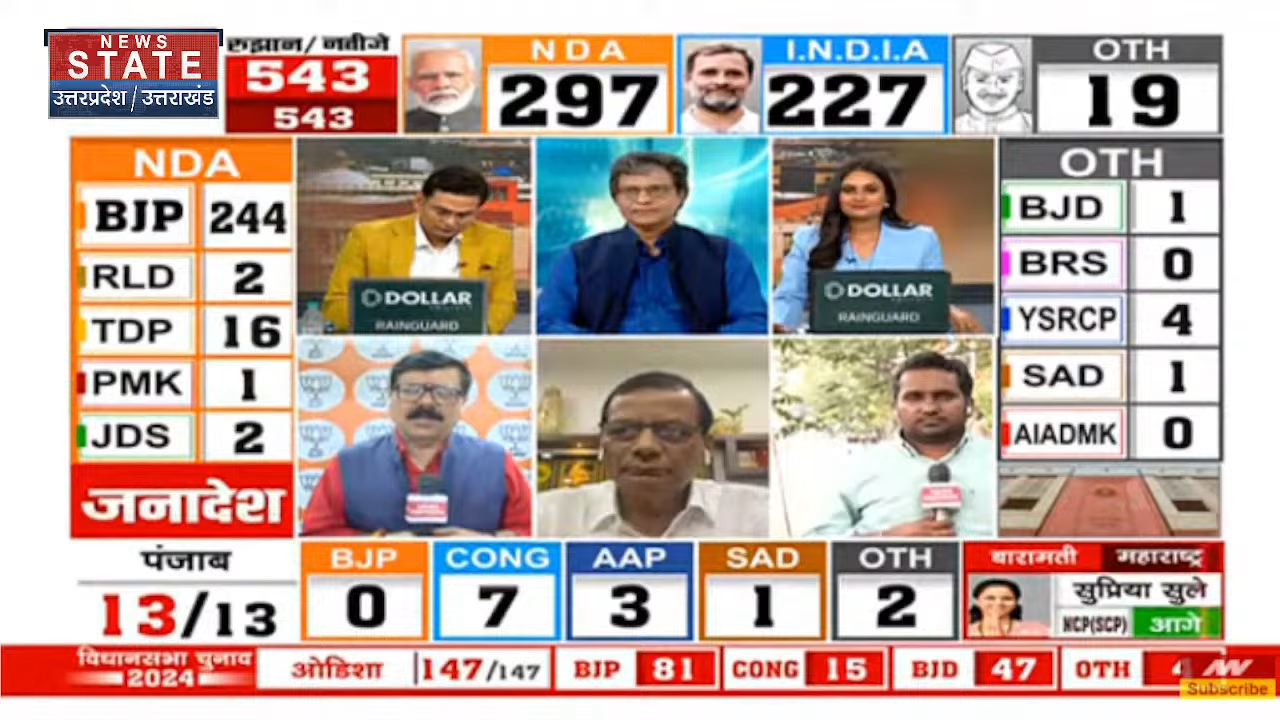 NEWS
STATE
उत्तरप्रदेश/उत्तराखंड
रुझान/नतीजे
543
543
NDA
297
I.N.D.I.A
227
OTH
19
NDA
BJP 244
RLD 2
TDP 16
PMK 1
JDS 2
जनादेश
DOLLAR
RAINGUARD
DOLLAR
RAINGUARD
OTH
BJD 1
BRS 0
YSRCP 4
SAD 1
AIADMK 0
पंजाब
13/13
BJP 0
CONG 7
AAP 3
SAD 1
OTH 2
बारामती महाराष्ट्र
सुप्रिया सुले
NCP(SCP) आगे
विधानसभा चुनाव
2024
ओडिशा 147/147 BJP 81 CONG 15 BJD 47 OTH 4
Subscribe